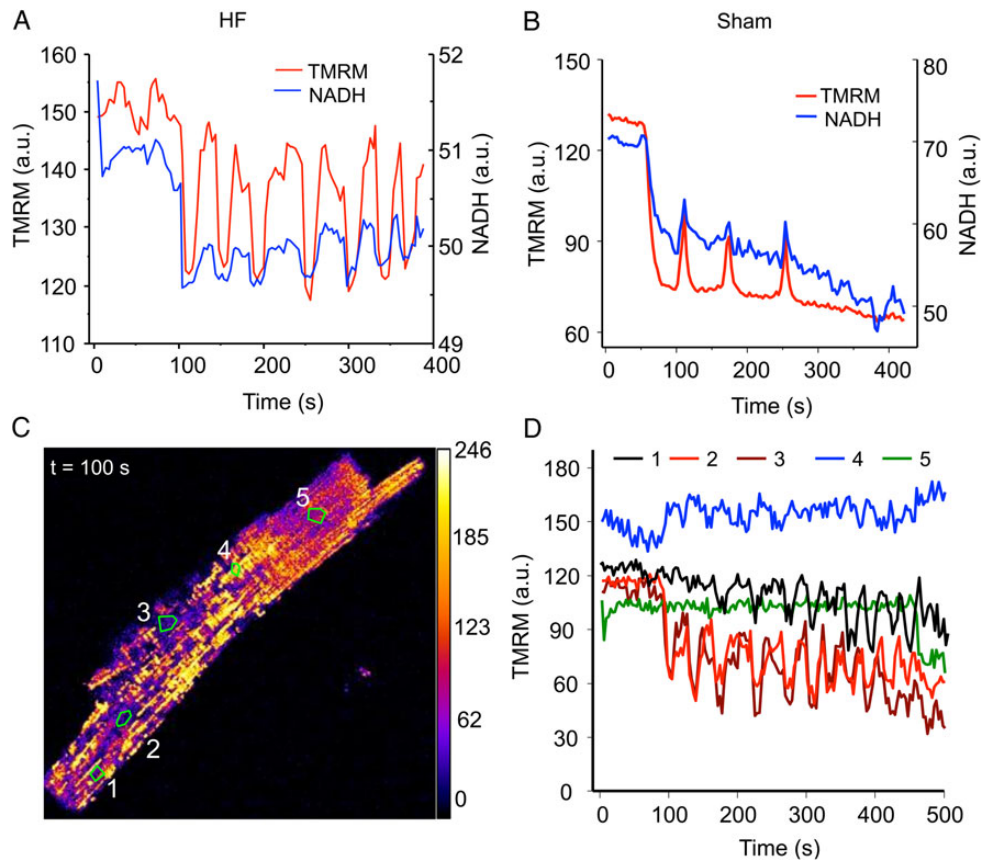 A
HF
160
150
140
130
120
110
TMRM (a.u.)
TMRM
NADH
52
51
50
49
NADH (a.u.)
0 100 200 300 400
Time (s)
B
Sham
150
120
90
60
TMRM (a.u.)
TMRM
NADH
80
70
60
50
NADH (a.u.)
0 100 200 300 400
Time (s)
C
t = 100 s
5
4
3
2
1
246
185
123
62
0
D
1 2 3 4 5
180
150
120
90
60
30
0
TMRM (a.u.)
0 100 200 300 400 500
Time (s)